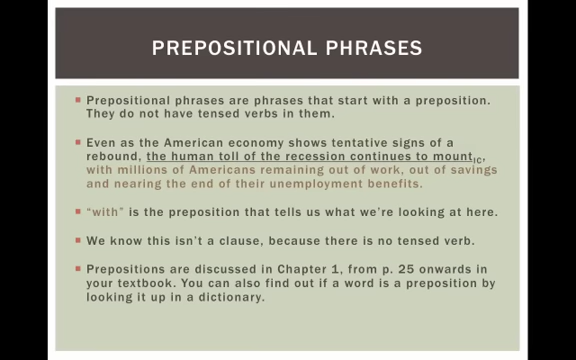 PREPOSITIONAL PHRASES
Prepositional phrases are phrases that start with a preposition.
They do not have tensed verbs in them.
Even as the American economy shows tentative signs of a
rebound, the human toll of the recession continues to mountIC,
with millions of Americans remaining out of work, out of savings
and nearing the end of their unemployment benefits.
“with” is the preposition that tells us what we’re looking at here.
We know this isn’t a clause, because there is no tensed verb.
Prepositions are discussed in Chapter 1, from p. 25 onwards in
your textbook. You can also find out if a word is a preposition by
looking it up in a dictionary.